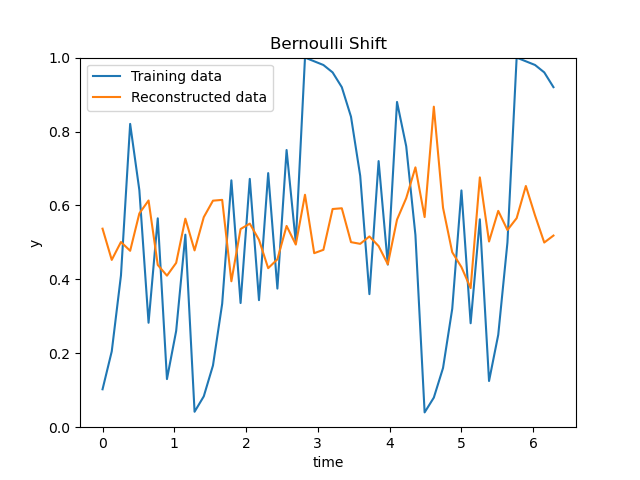 Bernoulli Shift
Training data
Reconstructed data
1.0
0.8
0.6
0.4
0.2
0.0
y
0 1 2 3 4 5 6
time